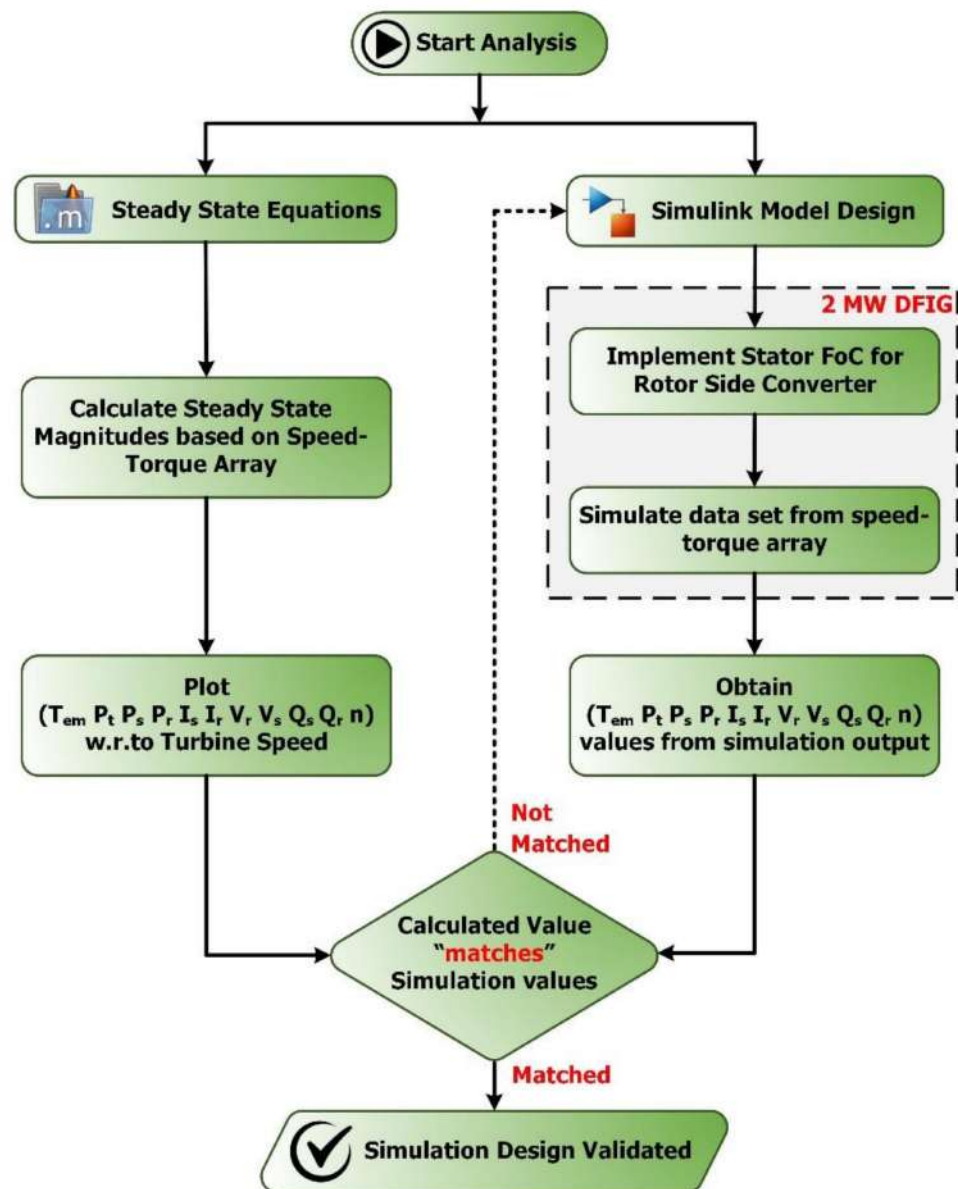 Start Analysis
.m
Steady State Equations
Simulink Model Design
2 MW DFIG
Implement Stator FoC for
Rotor Side Converter
Calculate Steady State
Magnitudes based on Speed-
Torque Array
Simulate data set from speed-
torque array
Plot
(Tem Pt Ps Pr Is Ir Vr Vs Qs Qr n)
w.r.to Turbine Speed
Obtain
(Tem Pt Ps Pr Is Ir Vr Vs Qs Qr n)
values from simulation output
Not
Matched
Calculated Value
"matches"
Simulation values
Matched
Simulation Design Validated